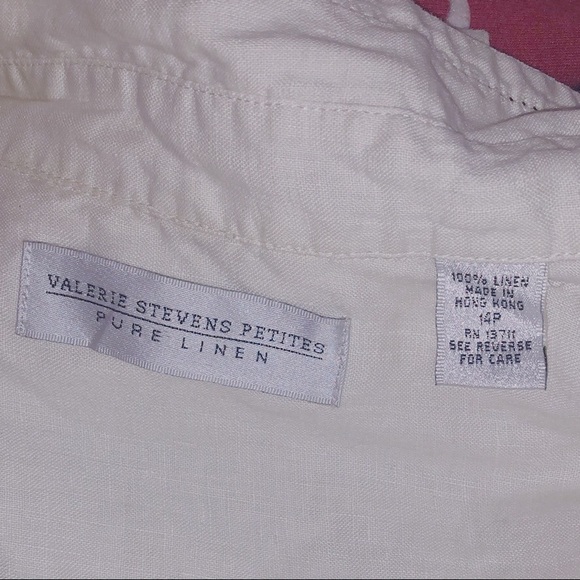 VALERIE STEVENS PETITES
PURE LINEN
100% LINEN
MADE IN
HONG KONG
14P
RN 13711
SEE REVERSE
FOR CARE